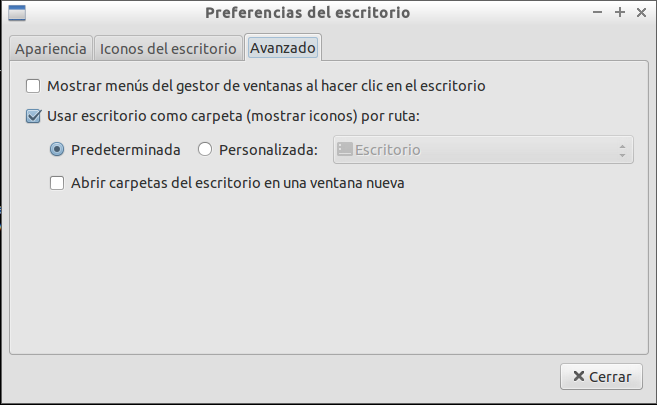 Preferencias del escritorio
Apariencia Iconos del escritorio Avanzado
Mostrar menús del gestor de ventanas al hacer clic en el escritorio
Usar escritorio como carpeta (mostrar iconos) por ruta:
Predeterminada Personalizada: Escritorio
Abrir carpetas del escritorio en una ventana nueva
Cerrar